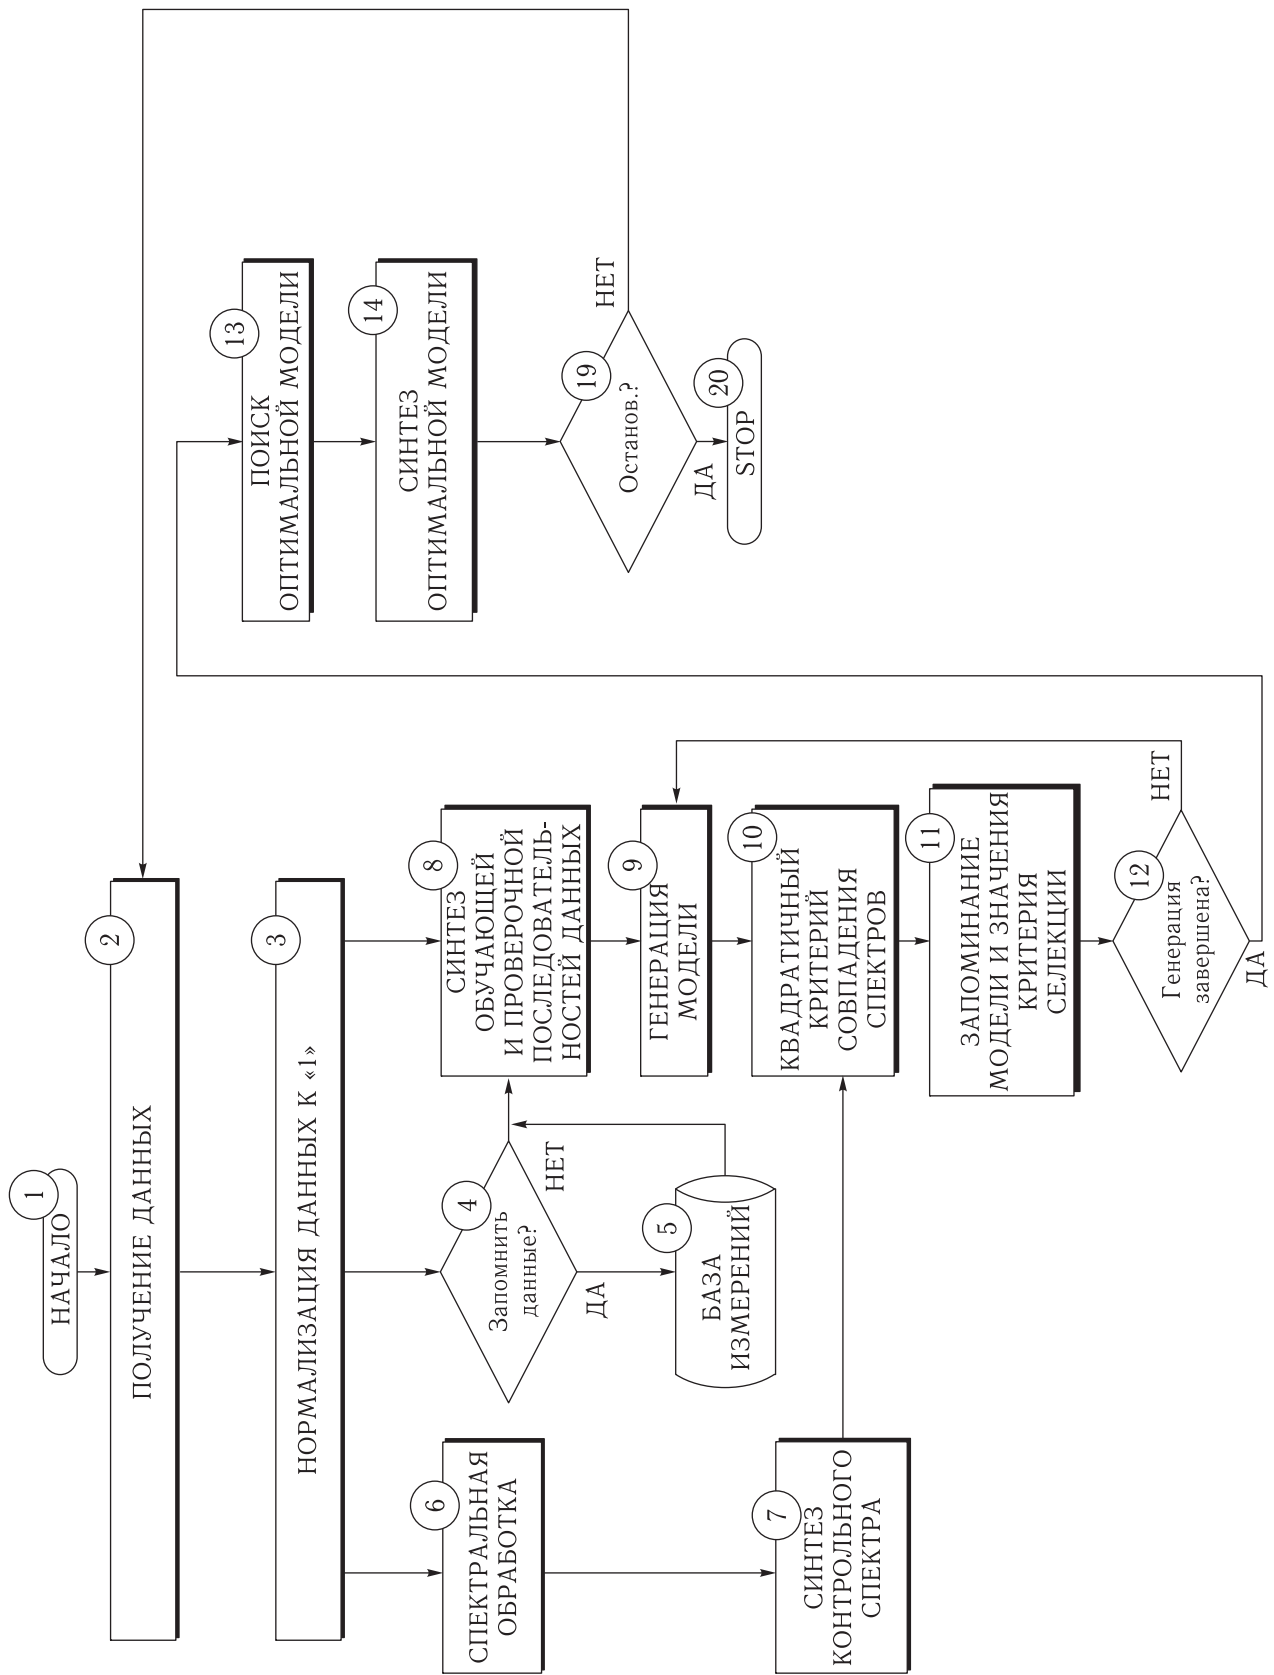 1
НАЧАЛО
2
ПОЛУЧЕНИЕ ДАННЫХ
3
НОРМАЛИЗАЦИЯ ДАННЫХ К «1»
6
СПЕКТРАЛЬНАЯ
ОБРАБОТКА
7
СИНТЕЗ
КОНТРОЛЬНОГО
СПЕКТРА
4
Запомнить
данные?
НЕТ
ДА
5
БАЗА
ИЗМЕРЕНИЙ
8
СИНТЕЗ
ОБУЧАЮЩЕЙ
И ПРОВЕРОЧНОЙ
ПОСЛЕДОВАТЕЛЬ-
НОСТЕЙ ДАННЫХ
9
ГЕНЕРАЦИЯ
МОДЕЛИ
10
КВАДРАТИЧНЫЙ
КРИТЕРИЙ
СОВПАДЕНИЯ
СПЕКТРОВ
11
ЗАПОМИНАНИЕ
МОДЕЛИ И ЗНАЧЕНИЯ
КРИТЕРИЯ
СЕЛЕКЦИИ
12
Генерация
завершена?
НЕТ
ДА
13
ПОИСК
ОПТИМАЛЬНОЙ МОДЕЛИ
14
СИНТЕЗ
ОПТИМАЛЬНОЙ МОДЕЛИ
19
Останов.?
НЕТ
ДА
20
STOP